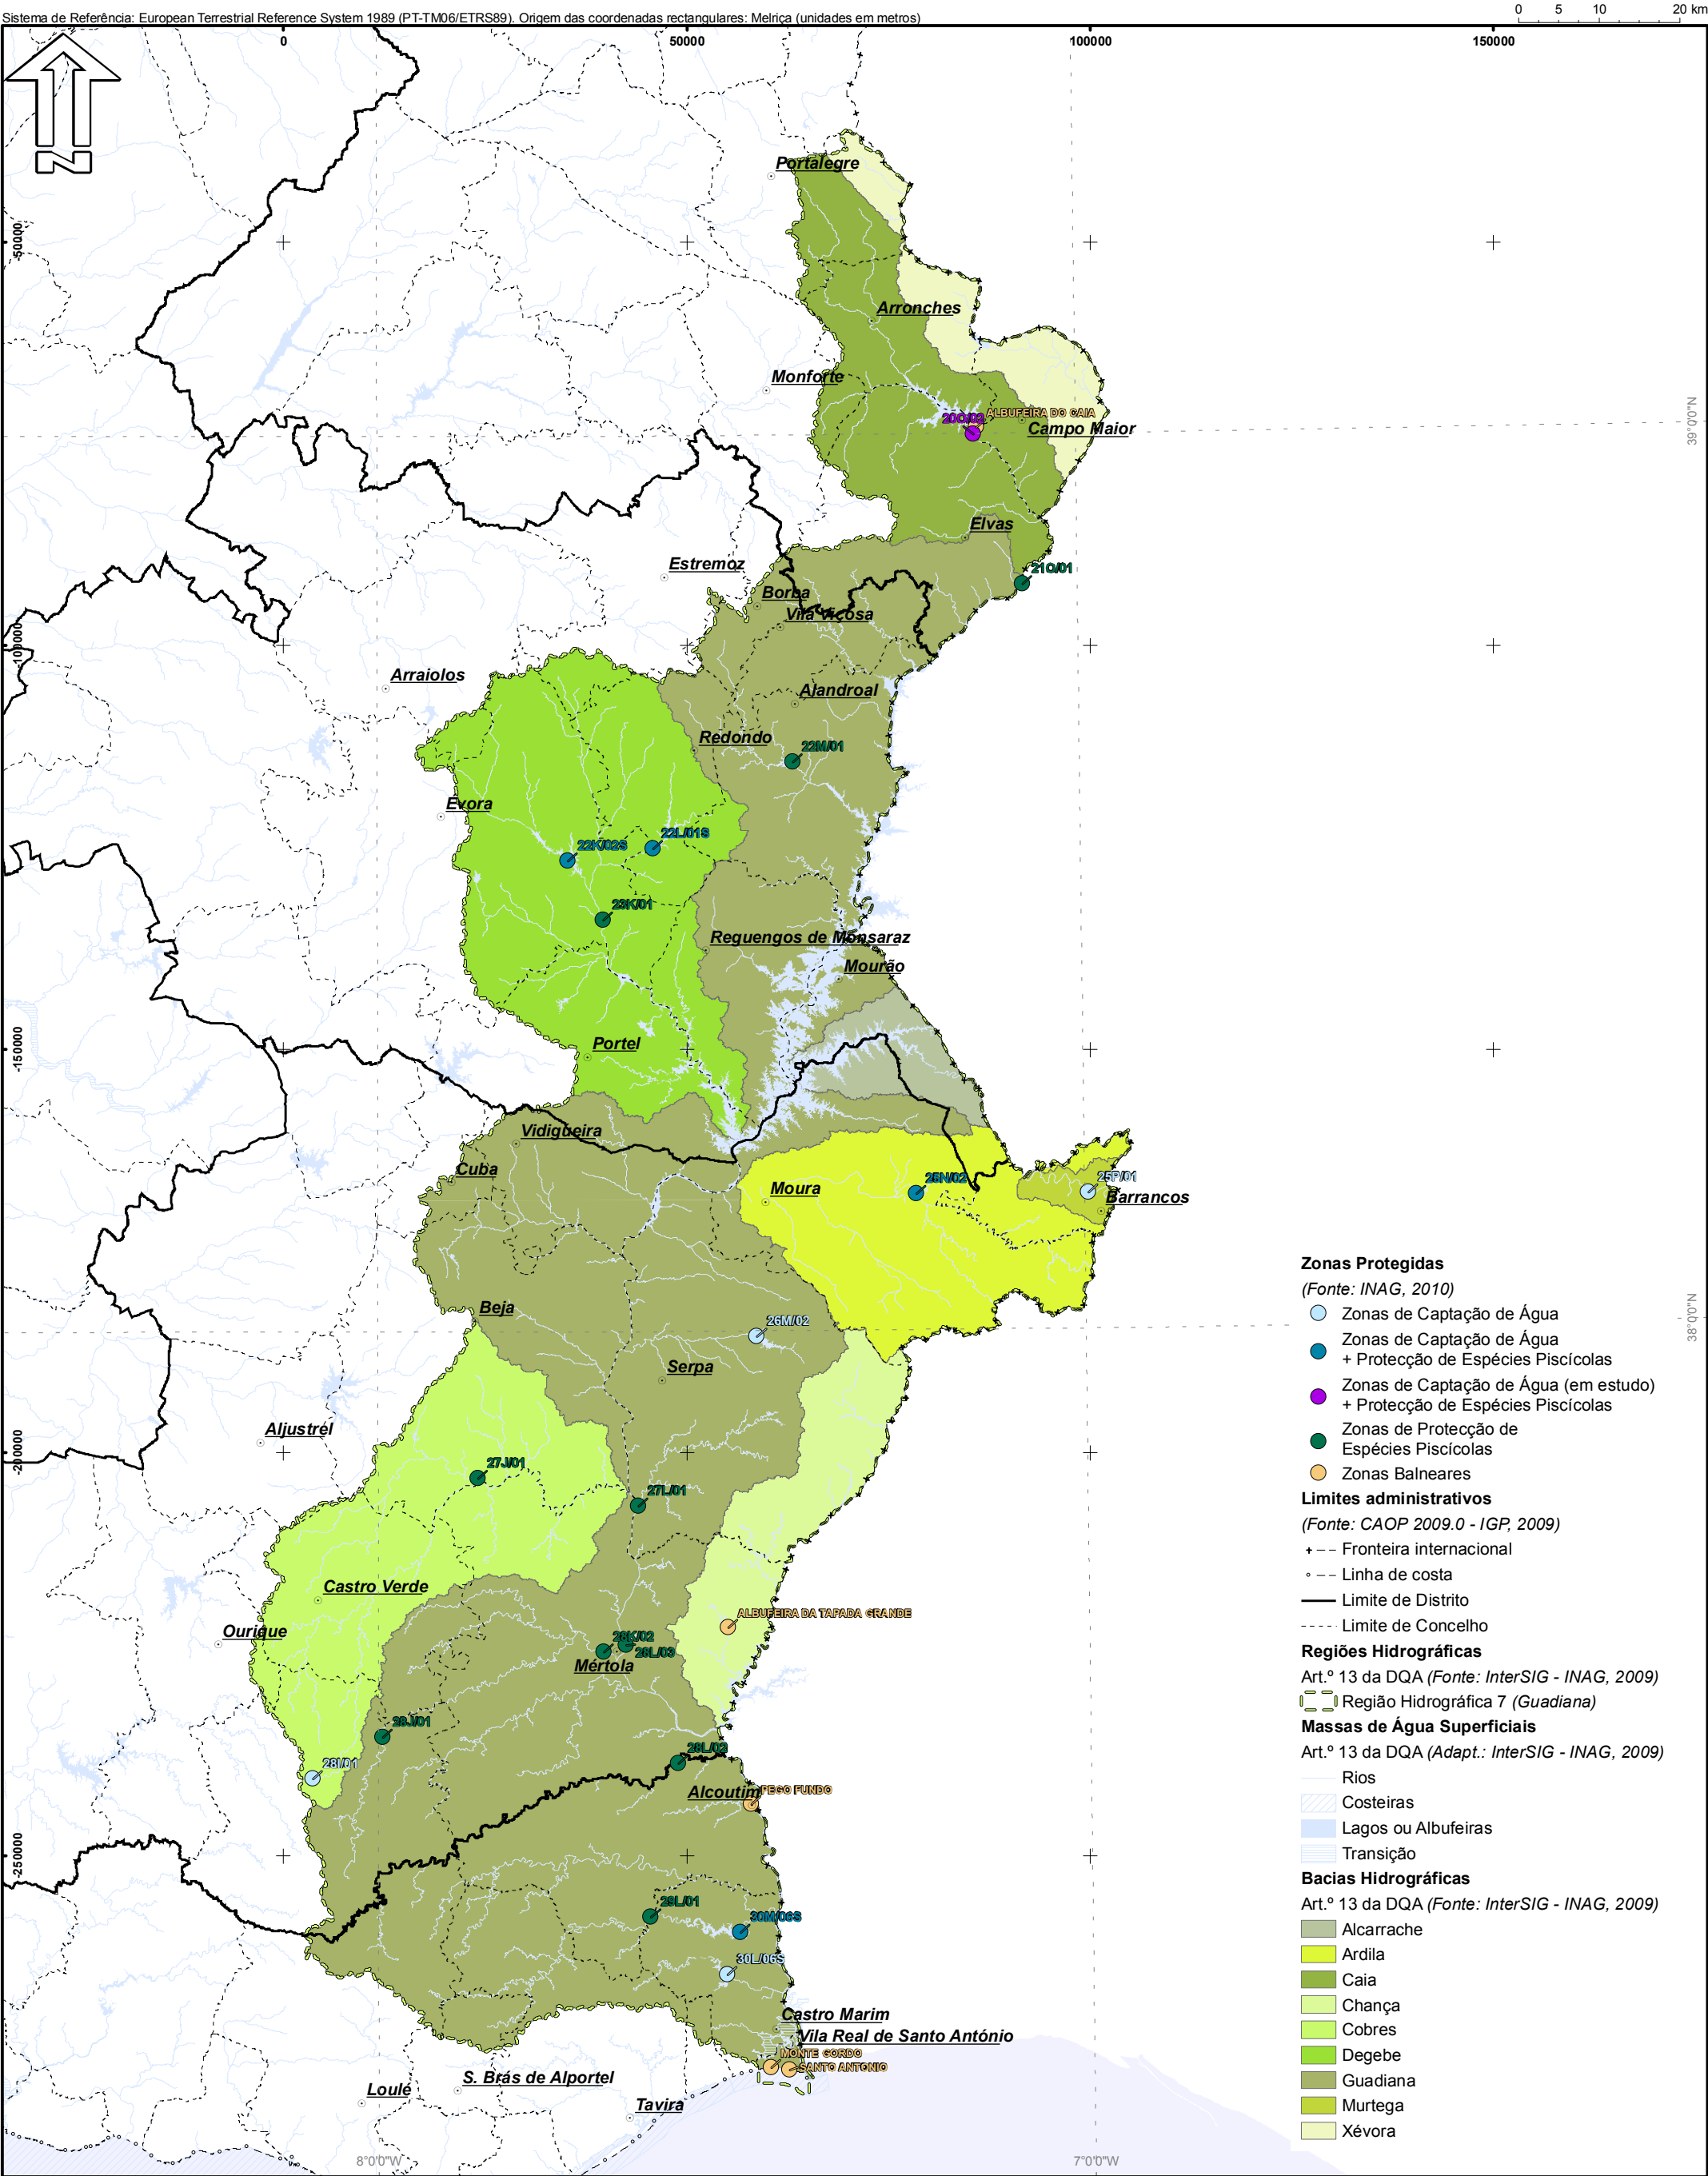 Sistema de Referência: European Terrestrial Reference System 1989 (PT-TM06/ETRS89). Origem das coordenadas rectangulares: Melriça (unidades em metros)
0 5 10 20 km
0 50000 100000 150000
N
Portalegre
-50000
Arronches
Monforte
20O/02
ALBUFEIRA DO CAIA
Campo Maior
39°0'0"N
Elvas
Estremoz
21O/01
Borba
Vila Viçosa
-100000
Arraiolos
Alandroal
Redondo
22M/01
Évora
22K/02S
22L/01S
23K/01
Reguengos de Monsaraz
Mourão
-150000
Portel
Vidigueira
Cuba
Moura
25N/02
25P/01
Barrancos
Beja
26M/02
38°0'0"N
Serpa
Aljustrel
-200000
27J/01
27L/01
Castro Verde
ALBUFEIRA DA TAPADA GRANDE
Ourique
28K/02
28L/03
Mértola
28J/01
28L/02
28I/01
Alcoutim
PEGO FUNDO
-250000
29L/01
30M/06S
30L/06S
Castro Marim
Vila Real de Santo António
MONTE GORDO
SANTO ANTONIO
S. Brás de Alportel
Loulé
Tavira
8°0'0"W
7°0'0"W
Zonas Protegidas
(Fonte: INAG, 2010)
Zonas de Captação de Água
Zonas de Captação de Água
+ Protecção de Espécies Piscícolas
Zonas de Captação de Água (em estudo)
+ Protecção de Espécies Piscícolas
Zonas de Protecção de
Espécies Piscícolas
Zonas Balneares
Limites administrativos
(Fonte: CAOP 2009.0 - IGP, 2009)
Fronteira internacional
Linha de costa
Limite de Distrito
Limite de Concelho
Regiões Hidrográficas
Art.º 13 da DQA (Fonte: InterSIG - INAG, 2009)
Região Hidrográfica 7 (Guadiana)
Massas de Água Superficiais
Art.º 13 da DQA (Adapt.: InterSIG - INAG, 2009)
Rios
Costeiras
Lagos ou Albufeiras
Transição
Bacias Hidrográficas
Art.º 13 da DQA (Fonte: InterSIG - INAG, 2009)
Alcarrache
Ardila
Caia
Chança
Cobres
Degebe
Guadiana
Murtega
Xévora